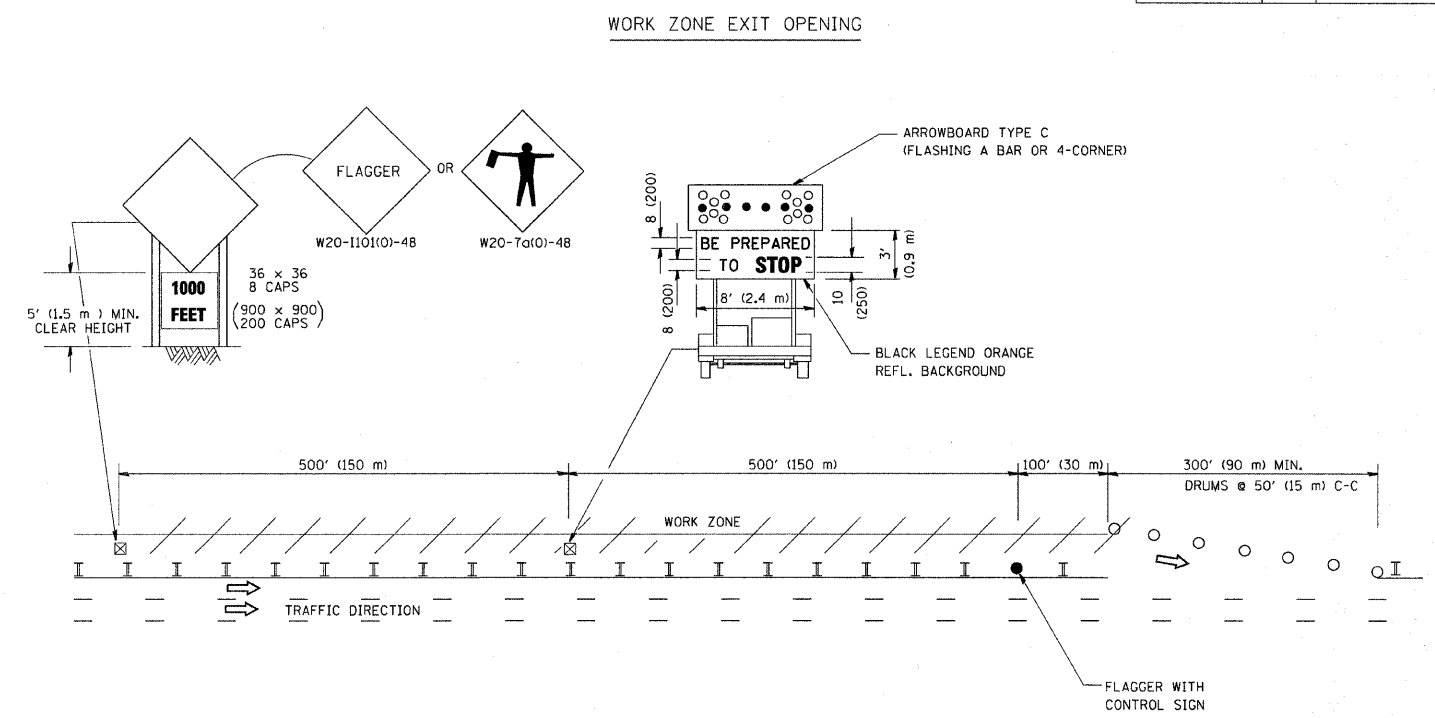 WORK ZONE EXIT OPENING
FLAGGER
OR
W20-I101(O)-48
W20-7a(O)-48
1000
FEET
36 × 36
8 CAPS
(900 × 900)
(200 CAPS)
5' (1.5 m ) MIN.
CLEAR HEIGHT
ARROWBOARD TYPE C
(FLASHING A BAR OR 4-CORNER)
8 (200)
BE PREPARED
TO STOP
3'
(0.9 m)
8 (200)
8' (2.4 m)
10
(250)
BLACK LEGEND ORANGE
REFL. BACKGROUND
500' (150 m)
500' (150 m)
100' (30 m)
300' (90 m) MIN.
DRUMS @ 50' (15 m) C-C
WORK ZONE
TRAFFIC DIRECTION
FLAGGER WITH
CONTROL SIGN